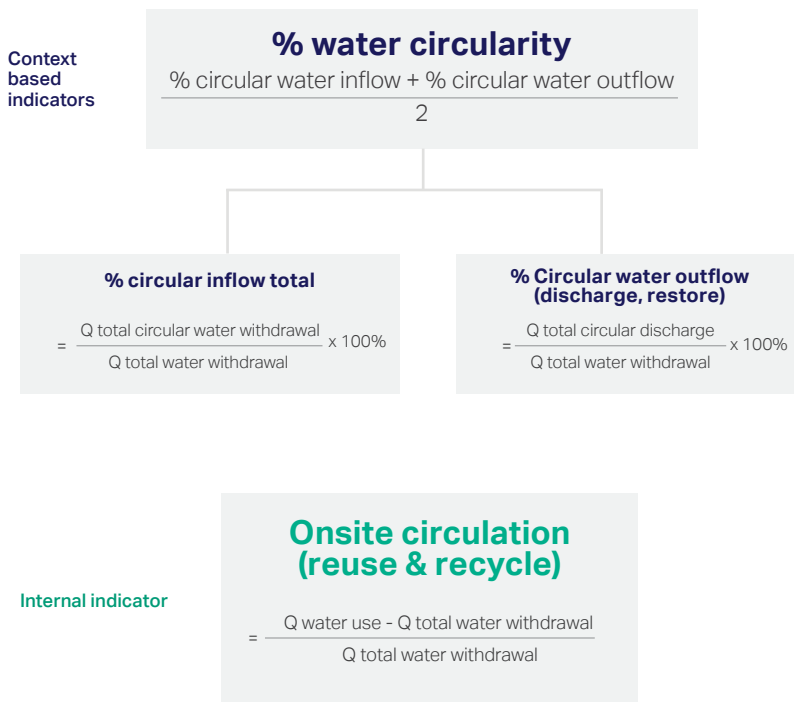 Context
based
indicators
% water circularity
% circular water inflow + % circular water outflow
2
% circular inflow total
= Q total circular water withdrawal x 100%
Q total water withdrawal
% Circular water outflow
(discharge, restore)
= Q total circular discharge x 100%
Q total water withdrawal
Internal indicator
Onsite circulation
(reuse & recycle)
= Q water use - Q total water withdrawal
Q total water withdrawal